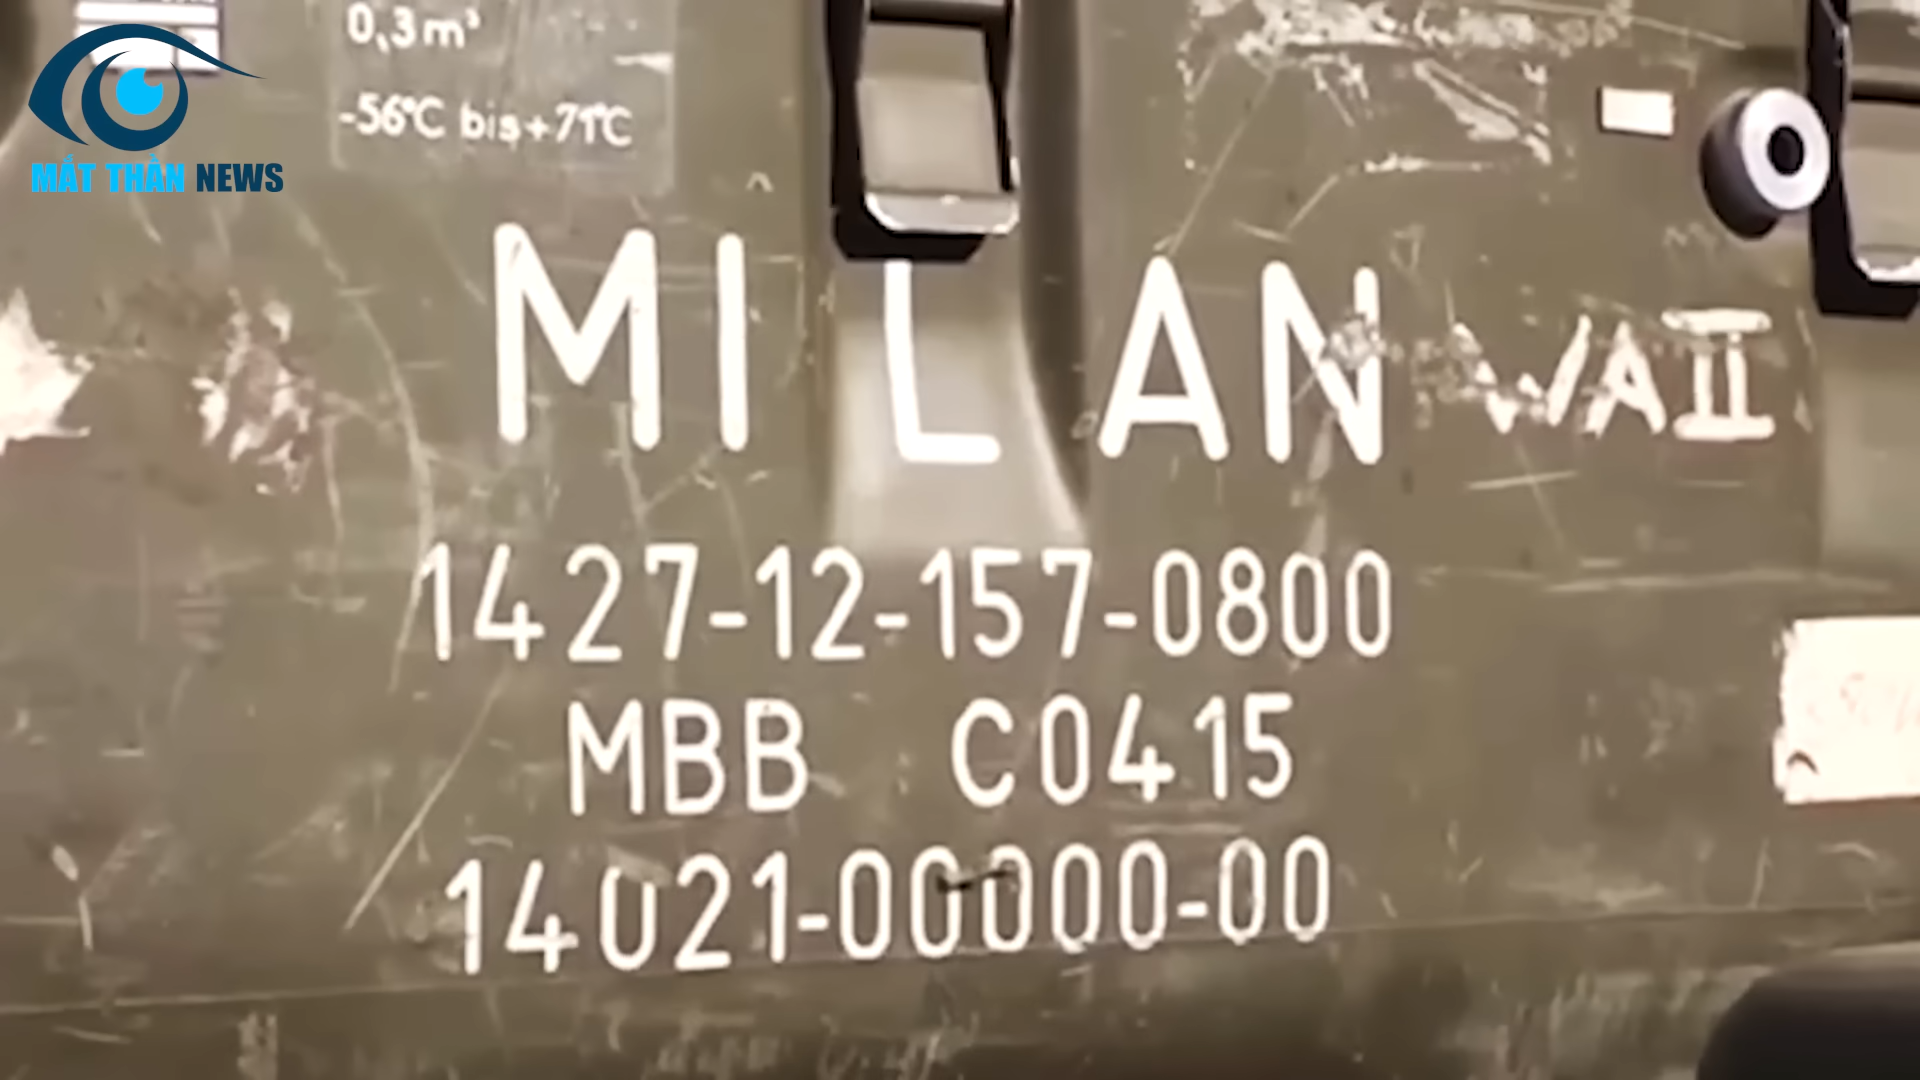 MẮT THẦN NEWS
0,3m³
-56°C bis+71°C
MILAN WA II
1427-12-157-0800
MBB C0415
14021-00000-00